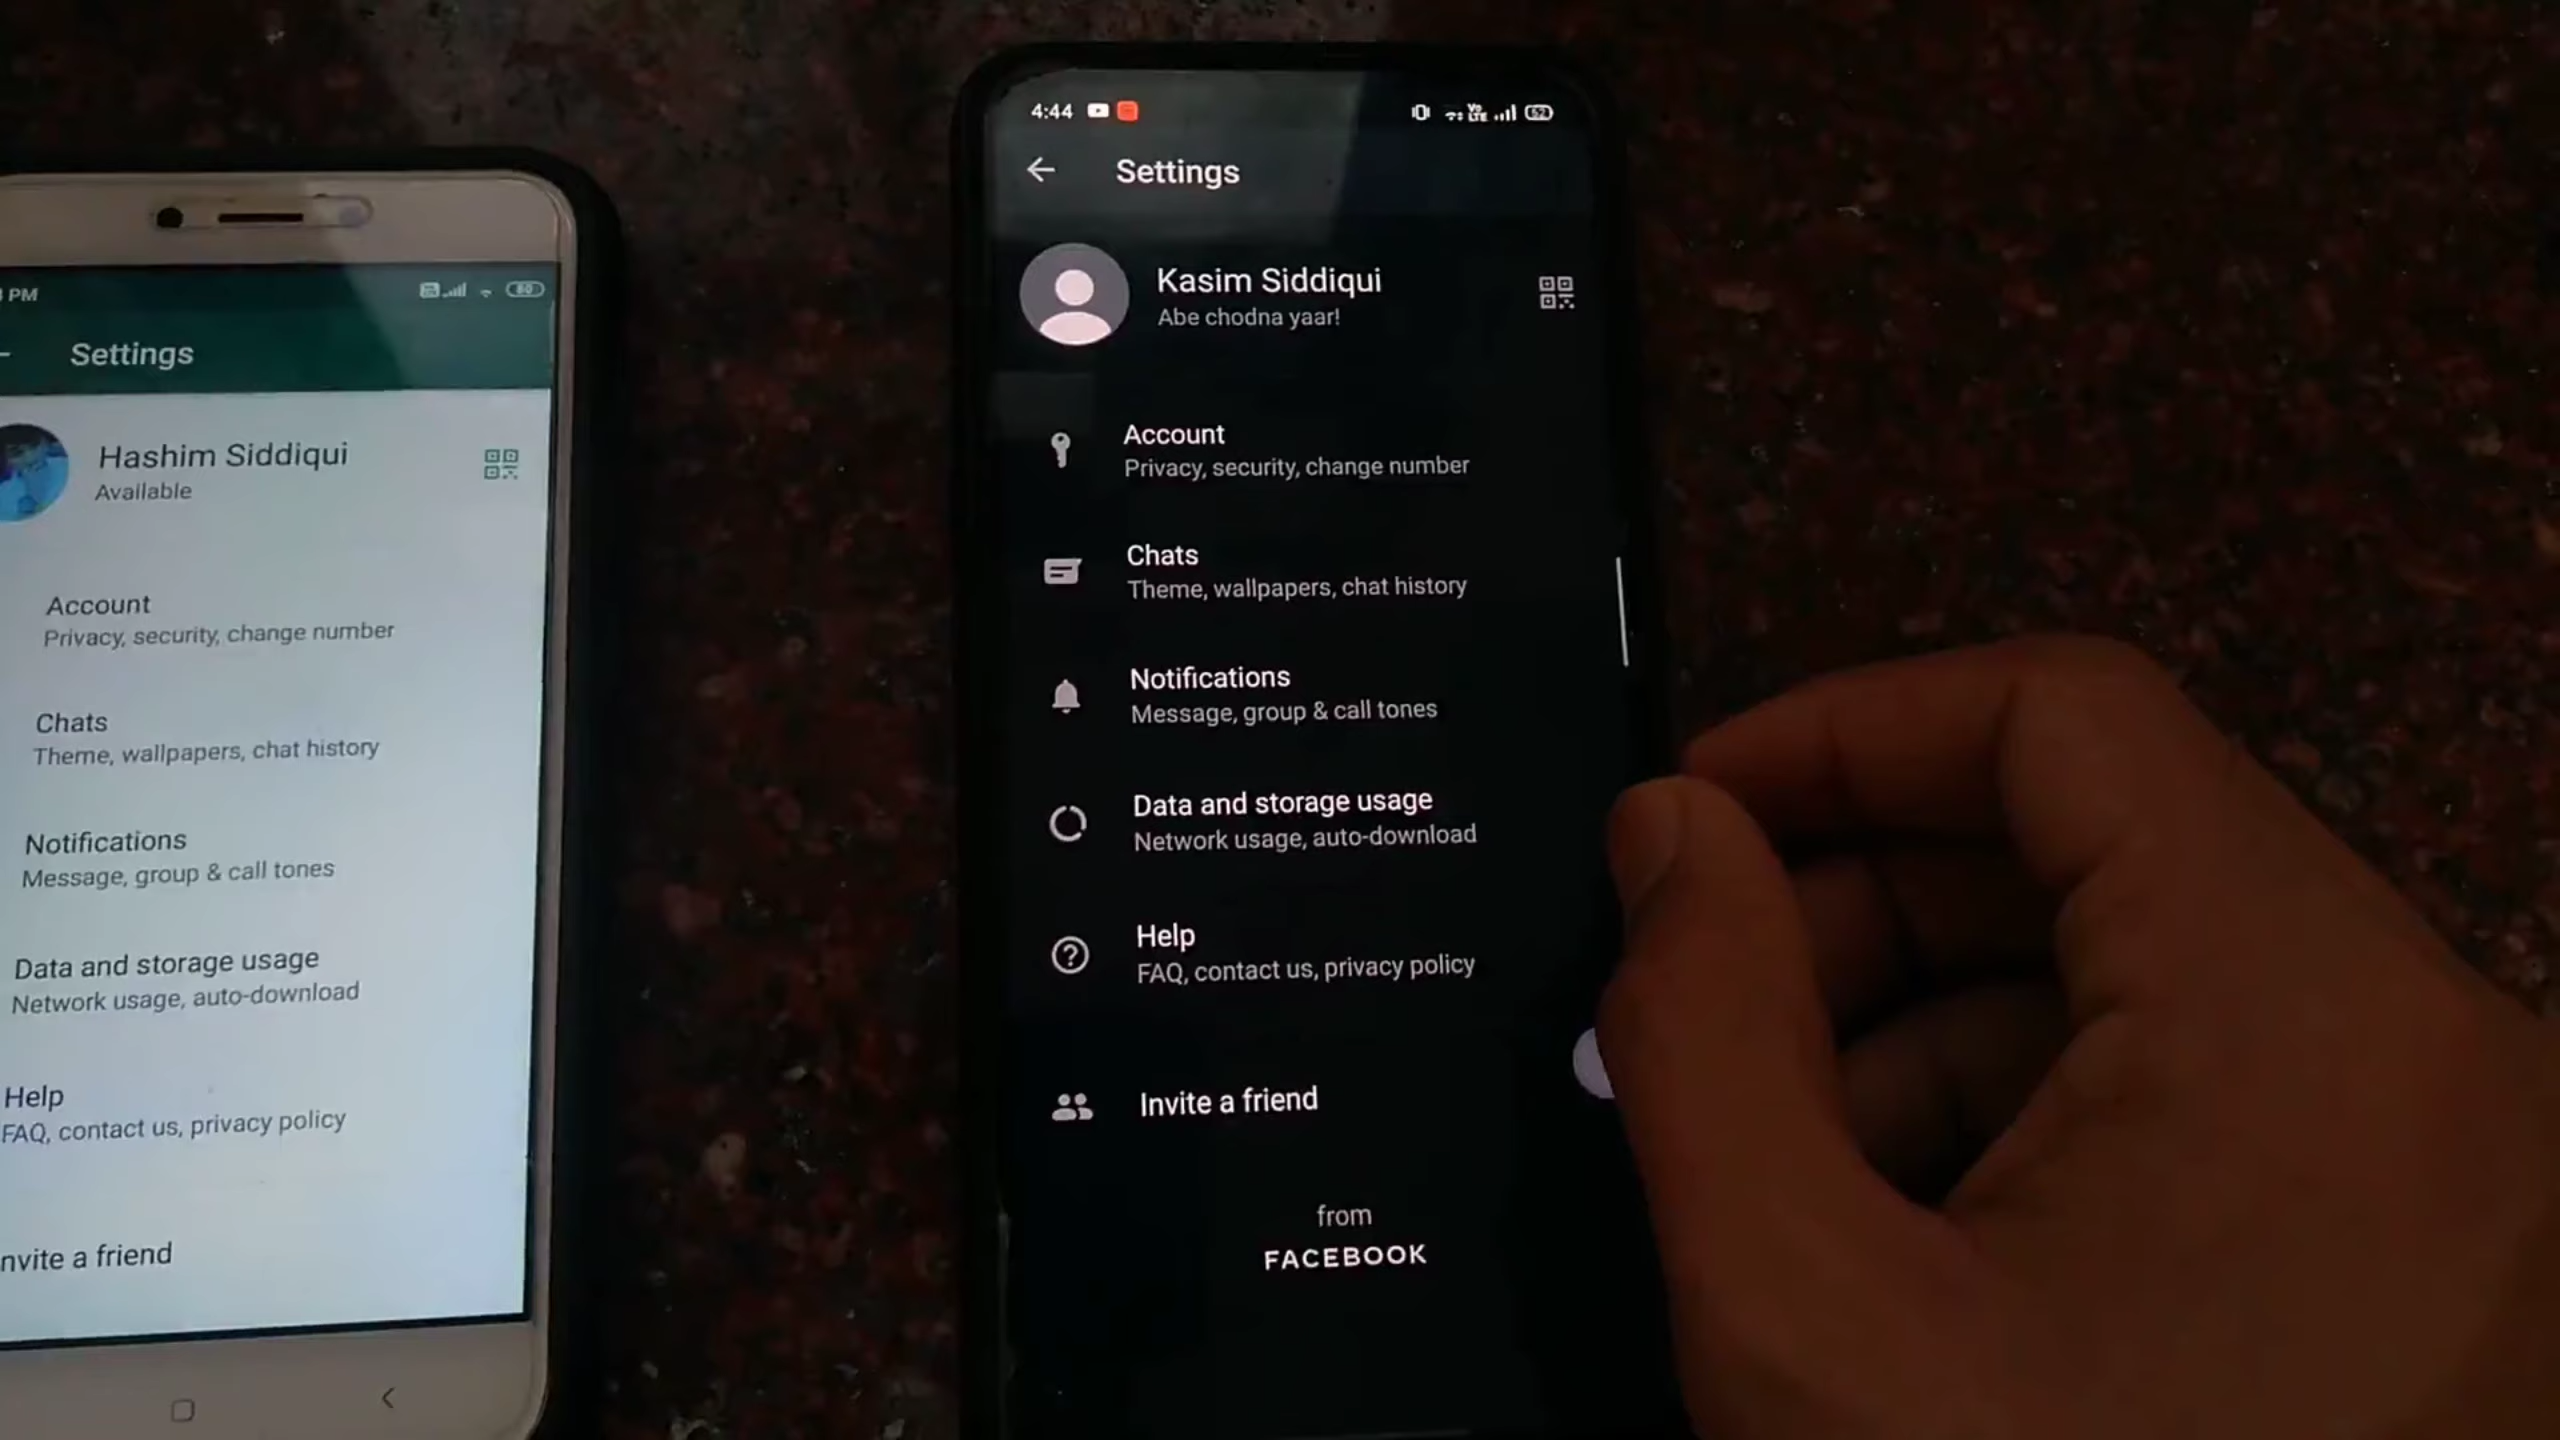 PM
80
Settings
Hashim Siddiqui
Available
Account
Privacy, security, change number
Chats
Theme, wallpapers, chat history
Notifications
Message, group & call tones
Data and storage usage
Network usage, auto-download
Help
FAQ, contact us, privacy policy
nvite a friend
4:44
Vo LTE
52
Settings
Kasim Siddiqui
Abe chodna yaar!
Account
Privacy, security, change number
Chats
Theme, wallpapers, chat history
Notifications
Message, group & call tones
Data and storage usage
Network usage, auto-download
Help
FAQ, contact us, privacy policy
Invite a friend
from
FACEBOOK